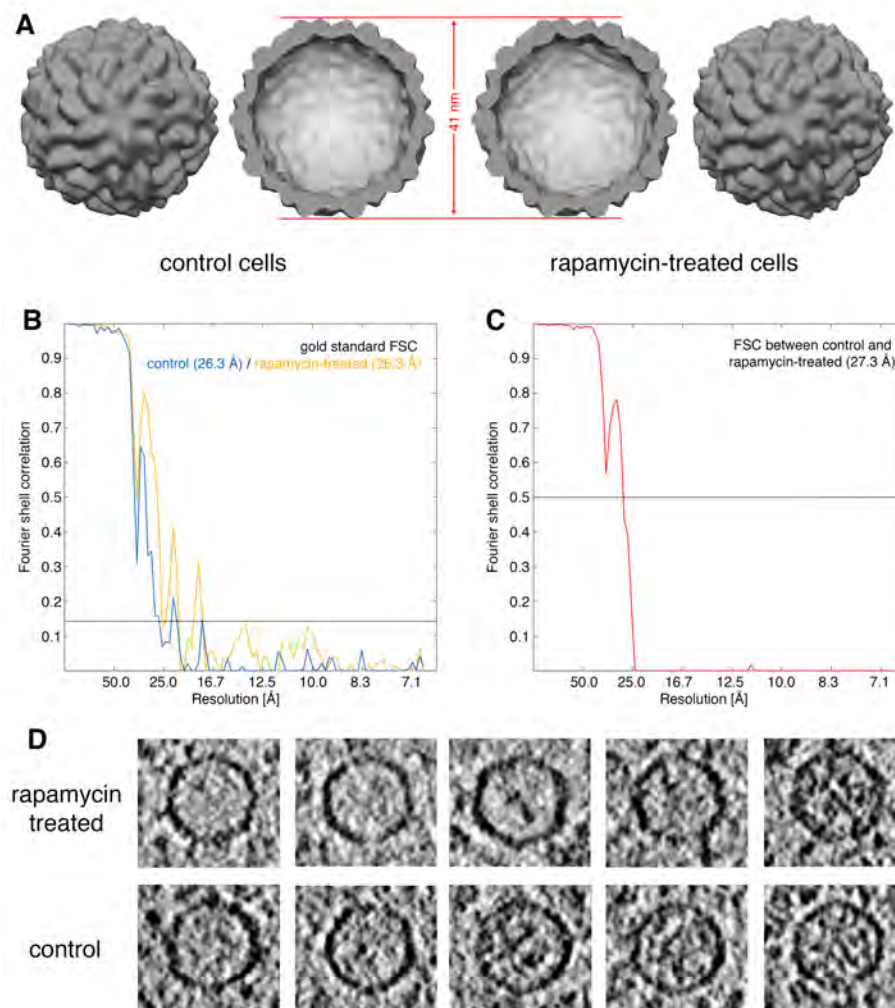 A
41 nm
control cells
rapamycin-treated cells
B
gold standard FSC
control (26.3 Å) / rapamycin-treated (26.3 Å)
Fourier shell correlation
0.9
0.8
0.7
0.6
0.5
0.4
0.3
0.2
0.1
50.0 25.0 16.7 12.5 10.0 8.3 7.1
Resolution [Å]
C
FSC between control and
rapamycin-treated (27.3 Å)
Fourier shell correlation
0.9
0.8
0.7
0.6
0.5
0.4
0.3
0.2
0.1
50.0 25.0 16.7 12.5 10.0 8.3 7.1
Resolution [Å]
D
rapamycin
treated
control